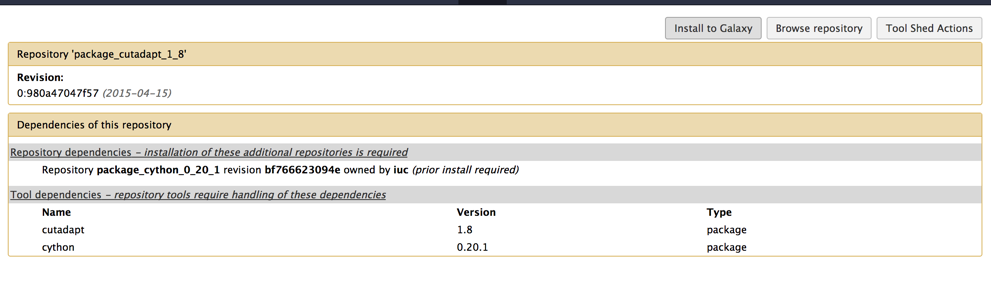 Install to Galaxy Browse repository Tool Shed Actions
Repository 'package_cutadapt_1_8'
Revision:
0:980a47047f57 (2015-04-15)
Dependencies of this repository
Repository dependencies – installation of these additional repositories is required
Repository package_cython_0_20_1 revision bf766623094e owned by iuc (prior install required)
Tool dependencies – repository tools require handling of these dependencies
Name Version Type
cutadapt 1.8 package
cython 0.20.1 package